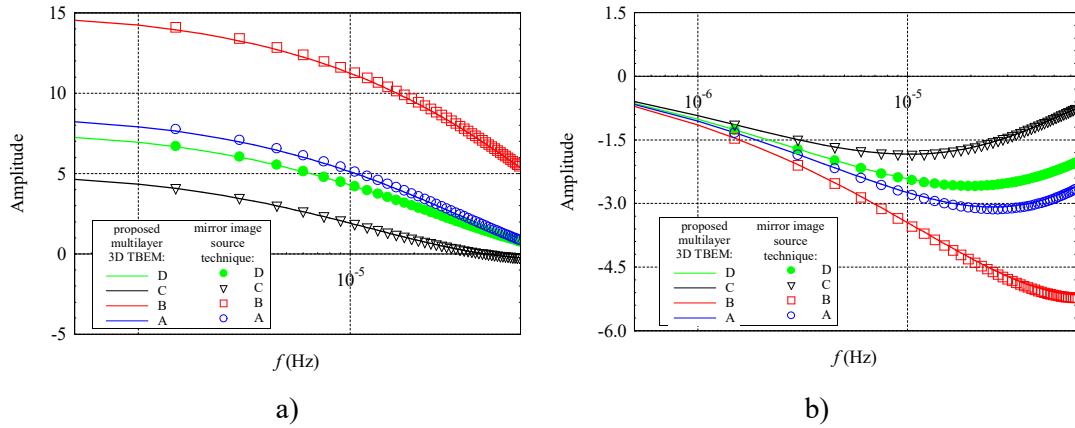 15
10
5
0
-5
Amplitude
10-5
proposed
multilayer
3D TBEM:
D
C
B
A
mirror image
source
technique:
D
C
B
A
f (Hz)
a)
1.5
0
-1.5
-3.0
-4.5
-6.0
Amplitude
10-6
10-5
proposed
multilayer
3D TBEM:
D
C
B
A
mirror image
source
technique:
D
C
B
A
f (Hz)
b)